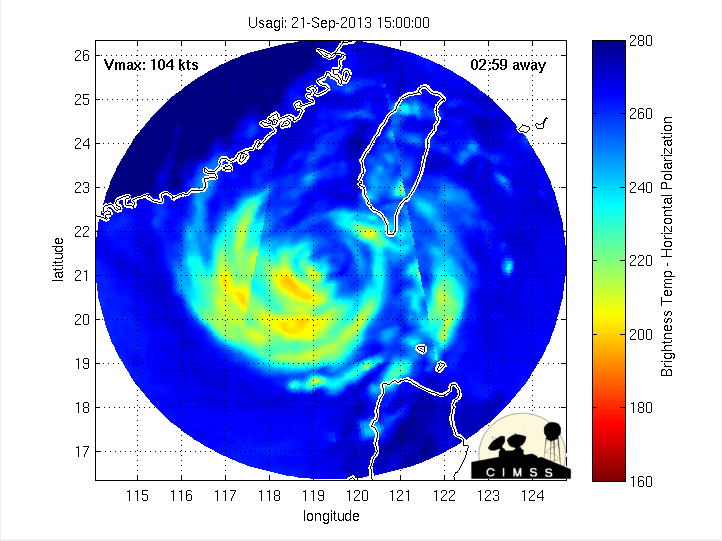 Usagi: 21-Sep-2013 15:00:00
Vmax: 104 kts
02:59 away
26
25
24
23
22
21
20
19
18
17
latitude
115 116 117 118 119 120 121 122 123 124
longitude
280
260
240
220
200
180
160
Brightness Temp - Horizontal Polarization
CIMSS